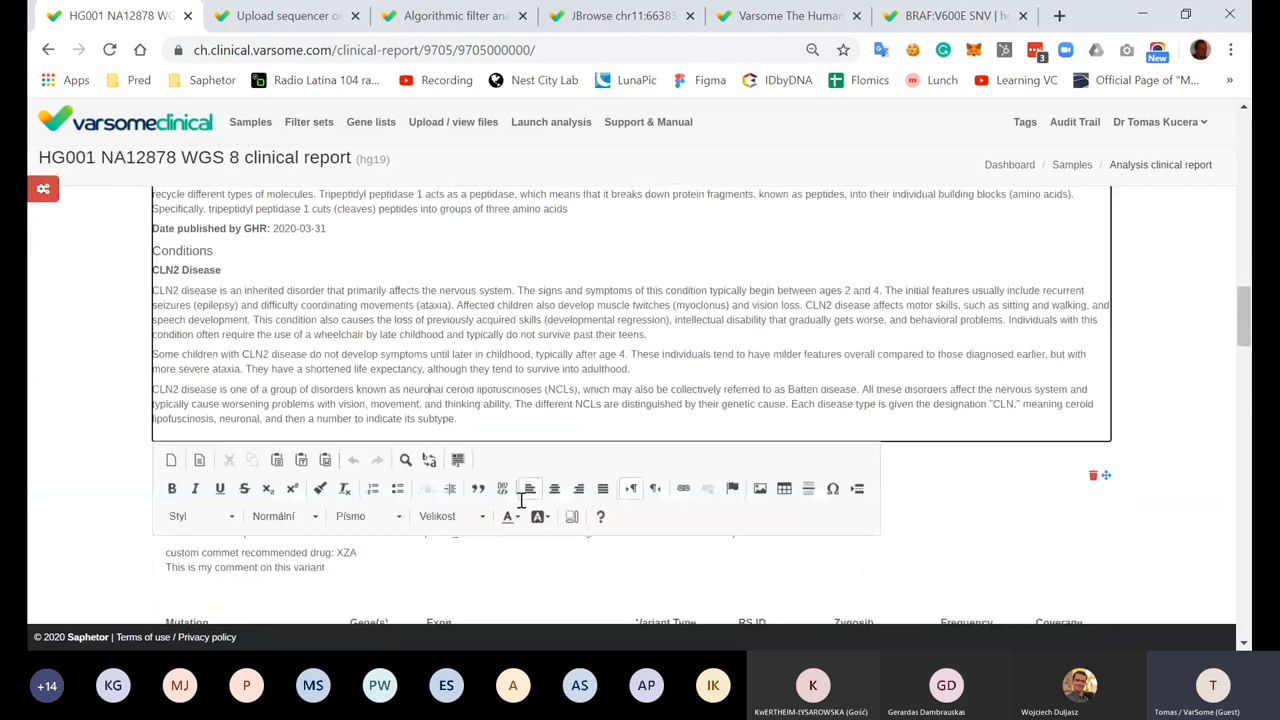 HG001 NA12878 WG
Upload sequencer o
Algorithmic filter ana
JBrowse chr11:66383
Varsome The Human
BRAF:V600E SNV | h
ch.clinical.varsome.com/clinical-report/9705/9705000000/
3
New
Apps
Pred
Saphetor
Radio Latina 104 ra...
Recording
Nest City Lab
LunaPic
Figma
IDbyDNA
Flomics
Lunch
Learning VC
Official Page of "M...
»
varsomeclinical
Samples
Filter sets
Gene lists
Upload / view files
Launch analysis
Support & Manual
Tags
Audit Trail
Dr Tomas Kucera
HG001 NA12878 WGS 8 clinical report (hg19)
Dashboard / Samples / Analysis clinical report
recycle different types of molecules. Tripeptidyl peptidase 1 acts as a peptidase, which means that it breaks down protein fragments, known as peptides, into their individual building blocks (amino acids).
Specifically, tripeptidyl peptidase 1 cuts (cleaves) peptides into groups of three amino acids
Date published by GHR: 2020-03-31
Conditions
CLN2 Disease
CLN2 disease is an inherited disorder that primarily affects the nervous system. The signs and symptoms of this condition typically begin between ages 2 and 4. The initial features usually include recurrent
seizures (epilepsy) and difficulty coordinating movements (ataxia). Affected children also develop muscle twitches (myoclonus) and vision loss. CLN2 disease affects motor skills, such as sitting and walking, and
speech development. This condition also causes the loss of previously acquired skills (developmental regression), intellectual disability that gradually gets worse, and behavioral problems. Individuals with this
condition often require the use of a wheelchair by late childhood and typically do not survive past their teens.
Some children with CLN2 disease do not develop symptoms until later in childhood, typically after age 4. These individuals tend to have milder features overall compared to those diagnosed earlier, but with
more severe ataxia. They have a shortened life expectancy, although they tend to survive into adulthood.
CLN2 disease is one of a group of disorders known as neuronal ceroid lipofuscinoses (NCLs), which may also be collectively referred to as Batten disease. All these disorders affect the nervous system and
typically cause worsening problems with vision, movement, and thinking ability. The different NCLs are distinguished by their genetic cause. Each disease type is given the designation "CLN," meaning ceroid
lipofuscinosis, neuronal, and then a number to indicate its subtype.
B I U S x₂ x²
Styl
Normální
Písmo
Velikost
A
A
?
custom commet recommended drug: XZA
This is my comment on this variant
Mutation
Gene(s)
Exon
Variant Type
RS ID
Zygosity
Frequency
Coverage
© 2020 Saphetor | Terms of use / Privacy policy
+14
KG
MJ
P
MS
PW
ES
A
AS
AP
IK
K
GD
T
KwERTHEIM-tYSAROWSKA (Gość)
Gerardas Dambrauskas
Wojciech Duljasz
Tomas / VarSome (Guest)